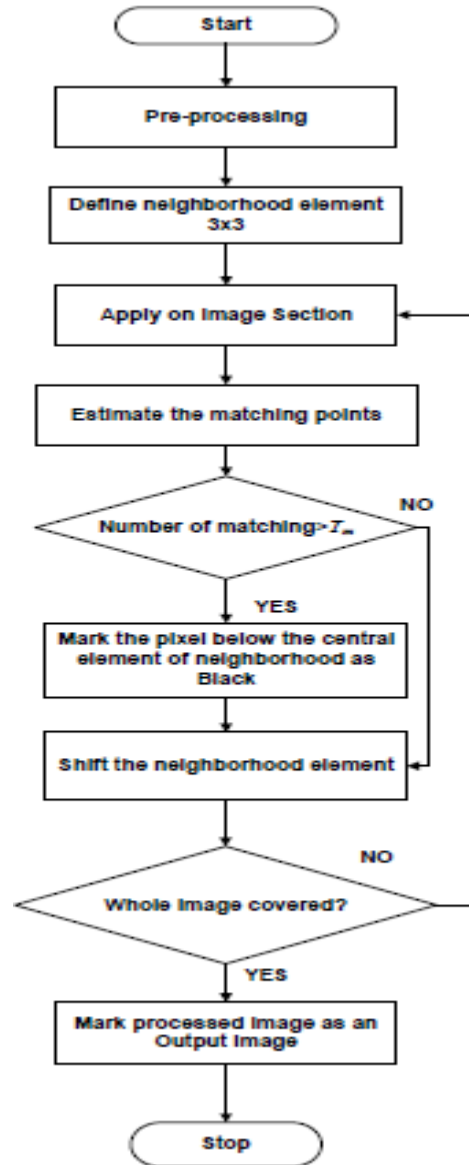 Start
Pre-processing
Define neighborhood element
3x3
Apply on Image Section
Estimate the matching points
Number of matching>T_m
NO
YES
Mark the pixel below the central
element of neighborhood as
Black
Shift the neighborhood element
NO
Whole Image covered?
YES
Mark processed Image as an
Output Image
Stop